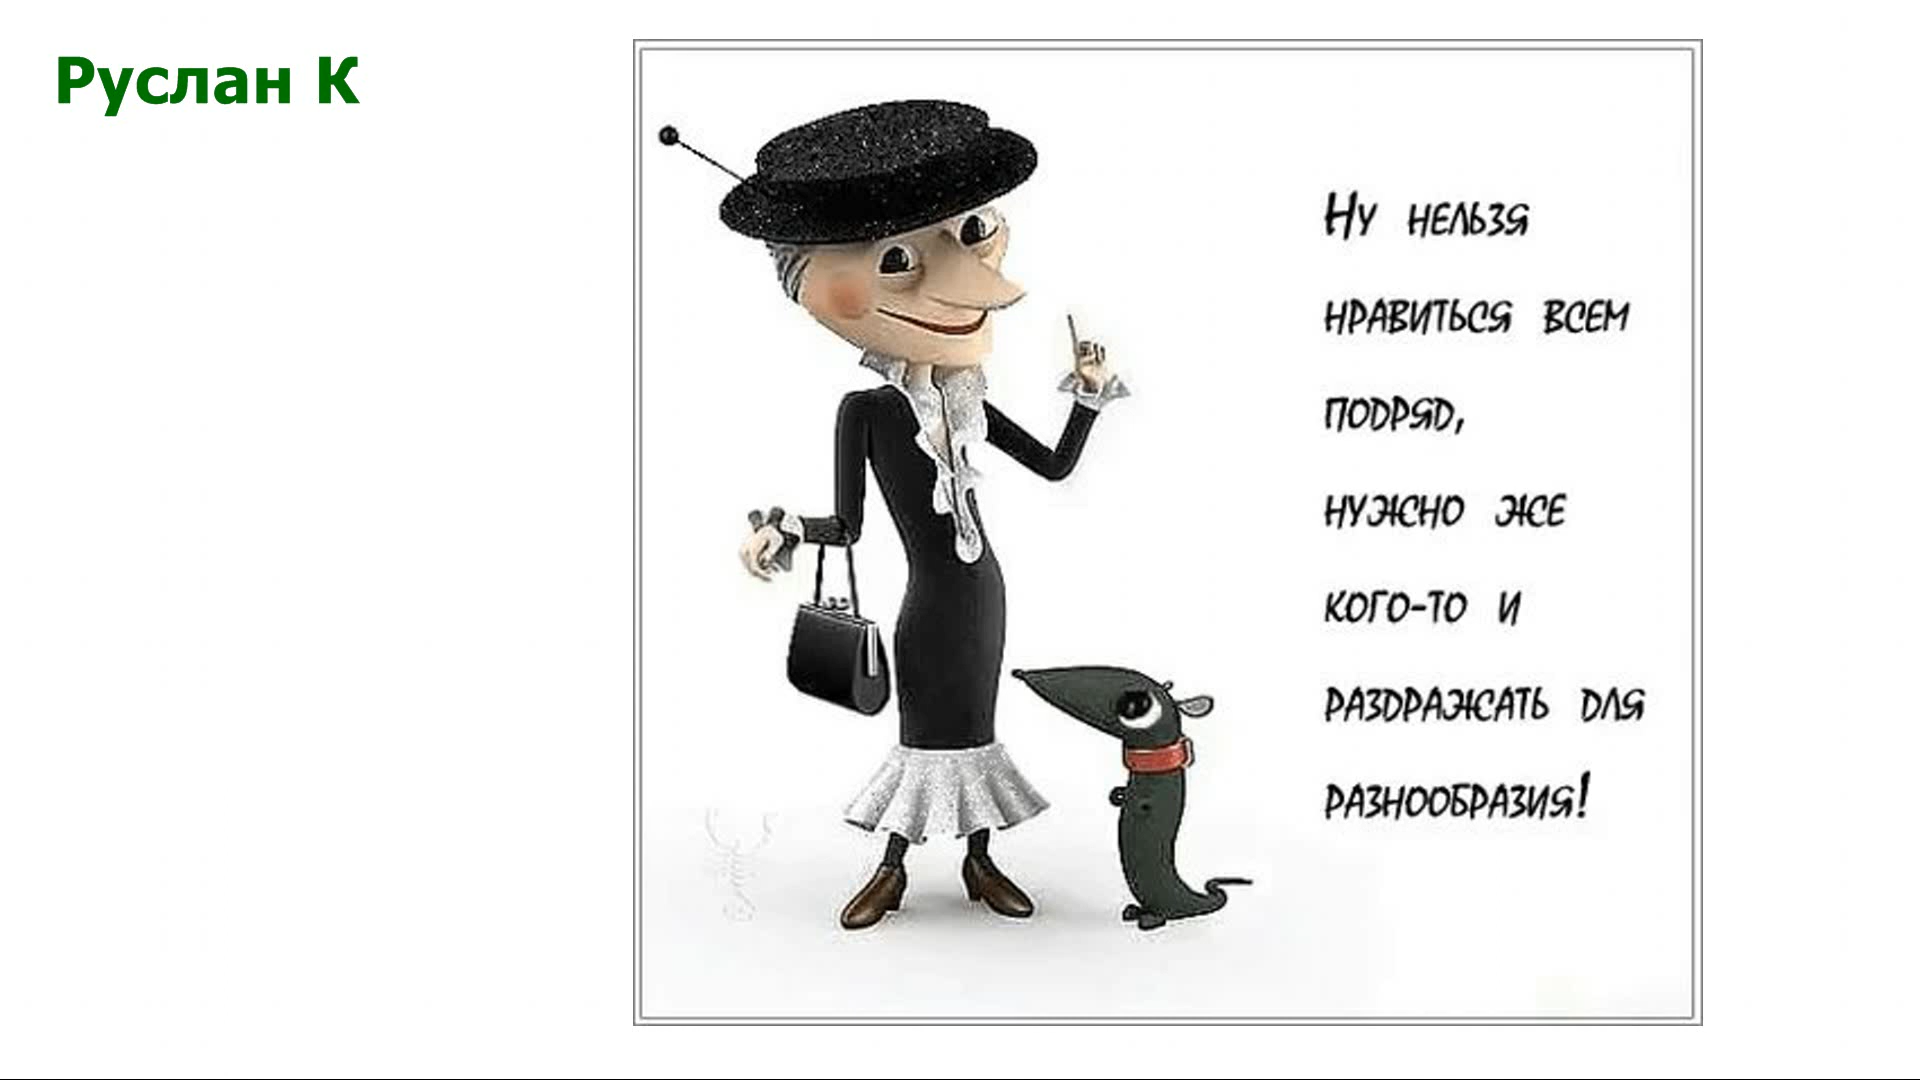 Руслан К
Ну нельзя
нравиться всем
подряд,
нужно же
кого-то и
раздражать для
разнообразия!